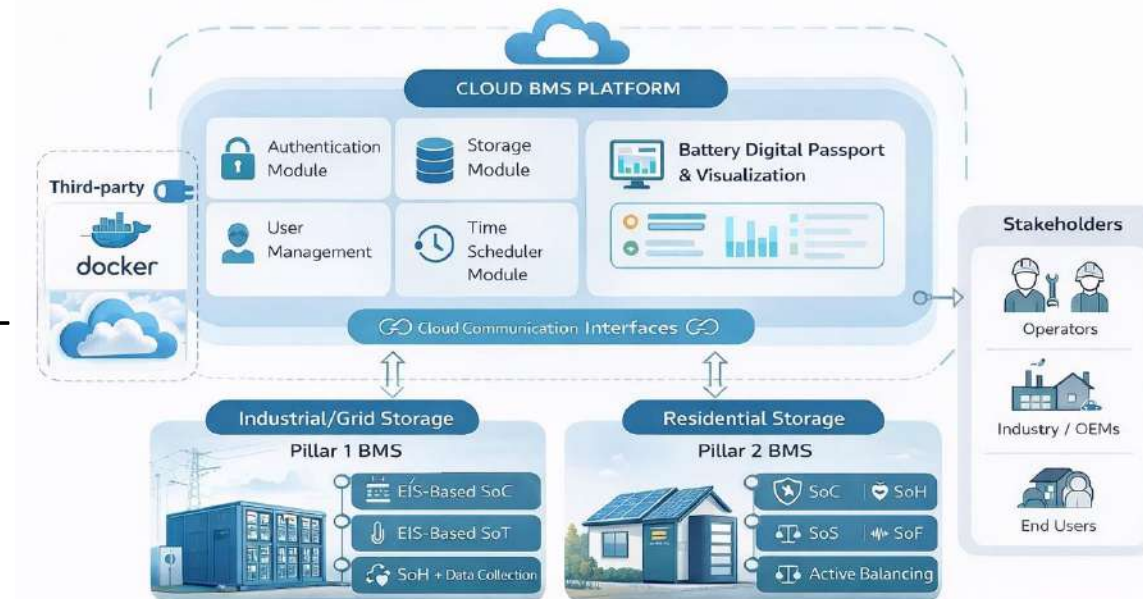 CLOUD BMS PLATFORM
Authentication
Module
Storage
Module
Battery Digital Passport
& Visualization
User
Management
Time
Scheduler
Module
Third-party
docker
Cloud Communication Interfaces
Stakeholders
Operators
Industry / OEMs
End Users
Industrial/Grid Storage
Pillar 1 BMS
EIS-Based SoC
EIS-Based SoT
SoH + Data Collection
Residential Storage
Pillar 2 BMS
SoC | SoH
SoS | SoF
Active Balancing